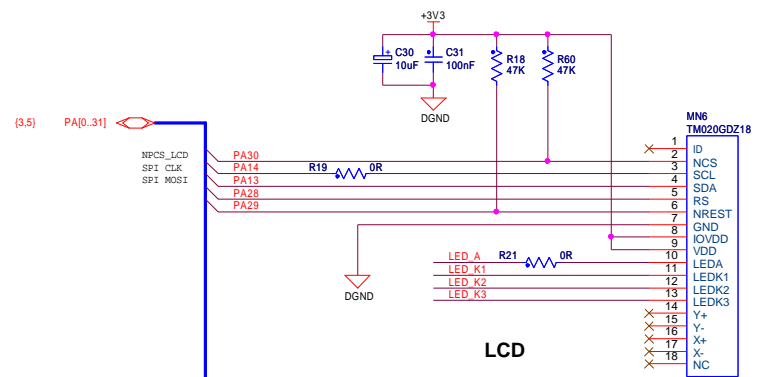 +3V3
C30
10uF
C31
100nF
R18
47K
R60
47K
DGND
{3,5} PA[0..31]
MN6
TM020GDZ18
NPCS_LCD PA30
SPI CLK PA14 R19 0R
SPI MOSI PA13
PA28
PA29
1 ID
2 NCS
3 SCL
4 SDA
5 RS
6 NREST
7 GND
8 IOVDD
9 VDD
LED_A R21 0R 10 LEDA
LED_K1 11 LEDK1
LED_K2 12 LEDK2
LED_K3 13 LEDK3
14 Y+
15 Y-
16 X+
17 X-
18 NC
DGND
LCD